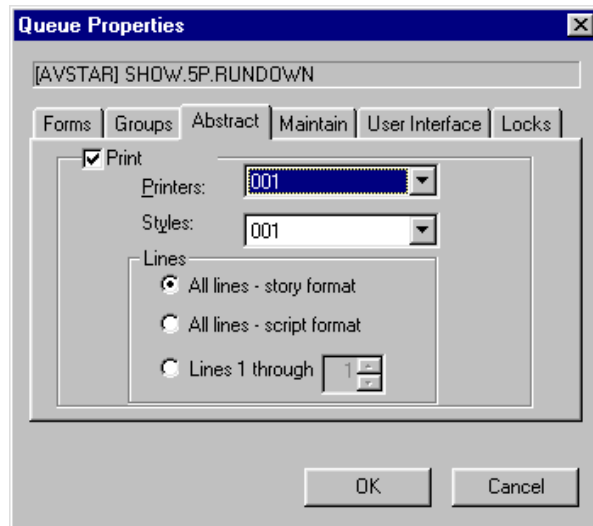 Queue Properties
[AVSTAR] SHOW.5P.RUNDOWN
Forms Groups Abstract Maintain User Interface Locks
Print
Printers: 001
Styles: 001
Lines
All lines - story format
All lines - script format
Lines 1 through 1
OK Cancel